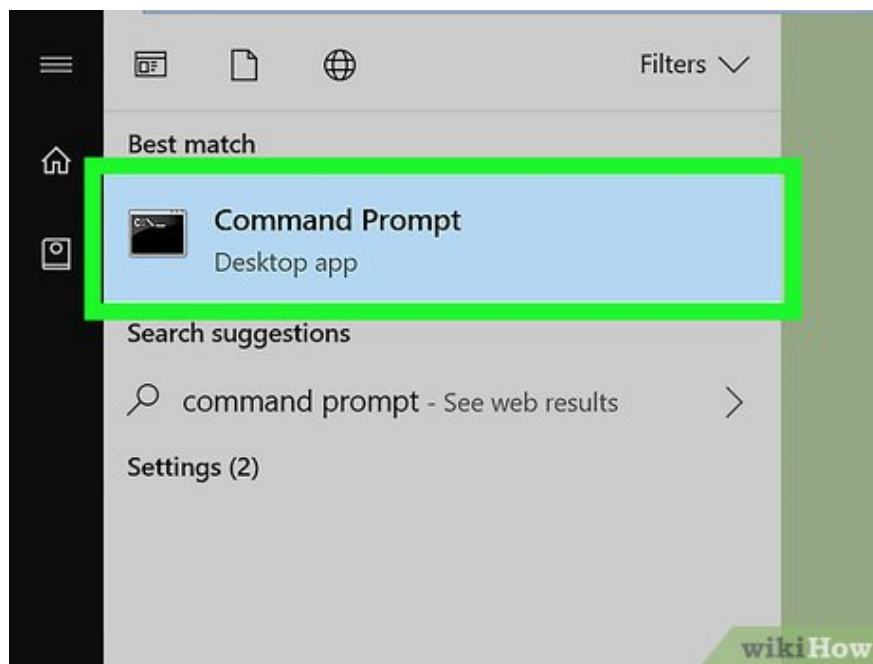 Filters
Best match
Command Prompt
Desktop app
Search suggestions
command prompt - See web results
Settings (2)
wikiHow